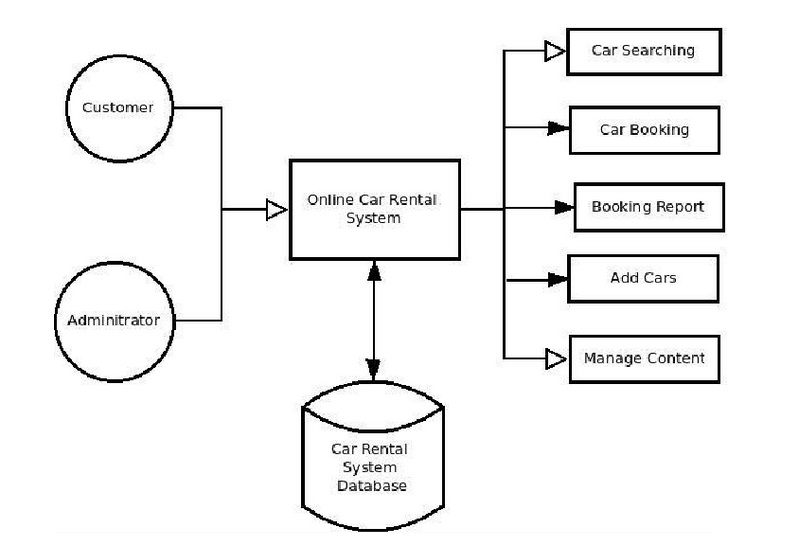 Customer
Adminitrator
Online Car Rental
System
Car Rental
System
Database
Car Searching
Car Booking
Booking Report
Add Cars
Manage Content